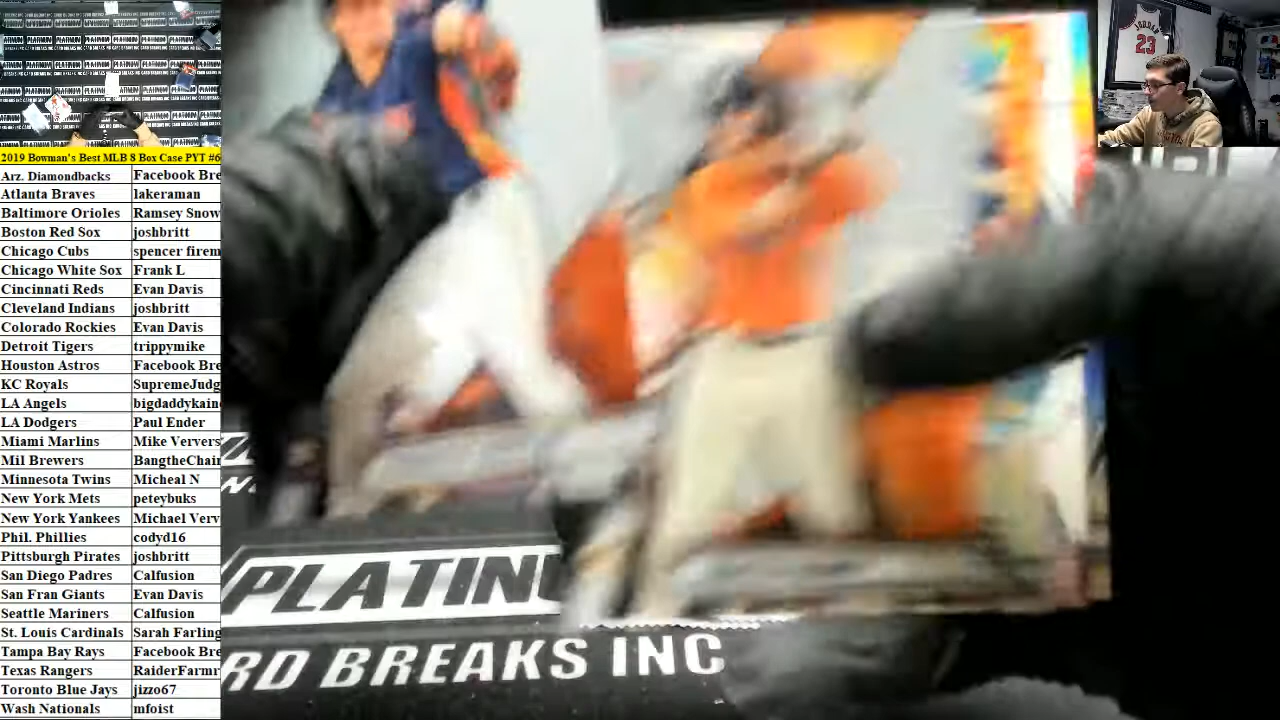 2019 Bowman's Best MLB 8 Box Case PYT #6
Arz. Diamondbacks Facebook Bre
Atlanta Braves lakeraman
Baltimore Orioles Ramsey Snow
Boston Red Sox joshbritt
Chicago Cubs spencer firem
Chicago White Sox Frank L
Cincinnati Reds Evan Davis
Cleveland Indians joshbritt
Colorado Rockies Evan Davis
Detroit Tigers trippymike
Houston Astros Facebook Bre
KC Royals SupremeJudg
LA Angels bigdaddykain
LA Dodgers Paul Ender
Miami Marlins Mike Ververs
Mil Brewers BangtheChair
Minnesota Twins Micheal N
New York Mets peteybuks
New York Yankees Michael Verv
Phil. Phillies codyd16
Pittsburgh Pirates joshbritt
San Diego Padres Calfusion
San Fran Giants Evan Davis
Seattle Mariners Calfusion
St. Louis Cardinals Sarah Farling
Tampa Bay Rays Facebook Bre
Texas Rangers RaiderFarmr
Toronto Blue Jays jizzo67
Wash Nationals mfoist
PLATINU
RD BREAKS INC
JORDAN
23